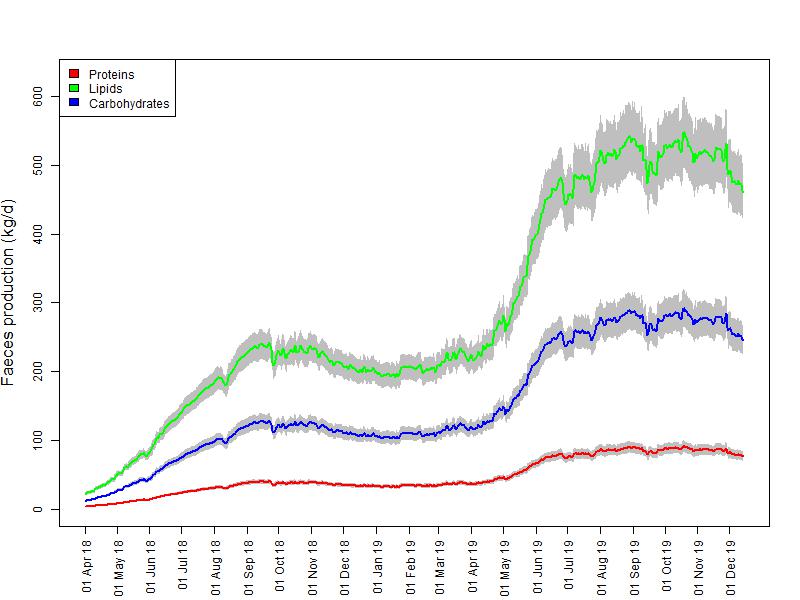 Proteins
Lipids
Carbohydrates
Faeces production (kg/d)
600
500
400
300
200
100
0
01 Apr 18
01 May 18
01 Jun 18
01 Jul 18
01 Aug 18
01 Sep 18
01 Oct 18
01 Nov 18
01 Dec 18
01 Jan 19
01 Feb 19
01 Mar 19
01 Apr 19
01 May 19
01 Jun 19
01 Jul 19
01 Aug 19
01 Sep 19
01 Oct 19
01 Nov 19
01 Dec 19